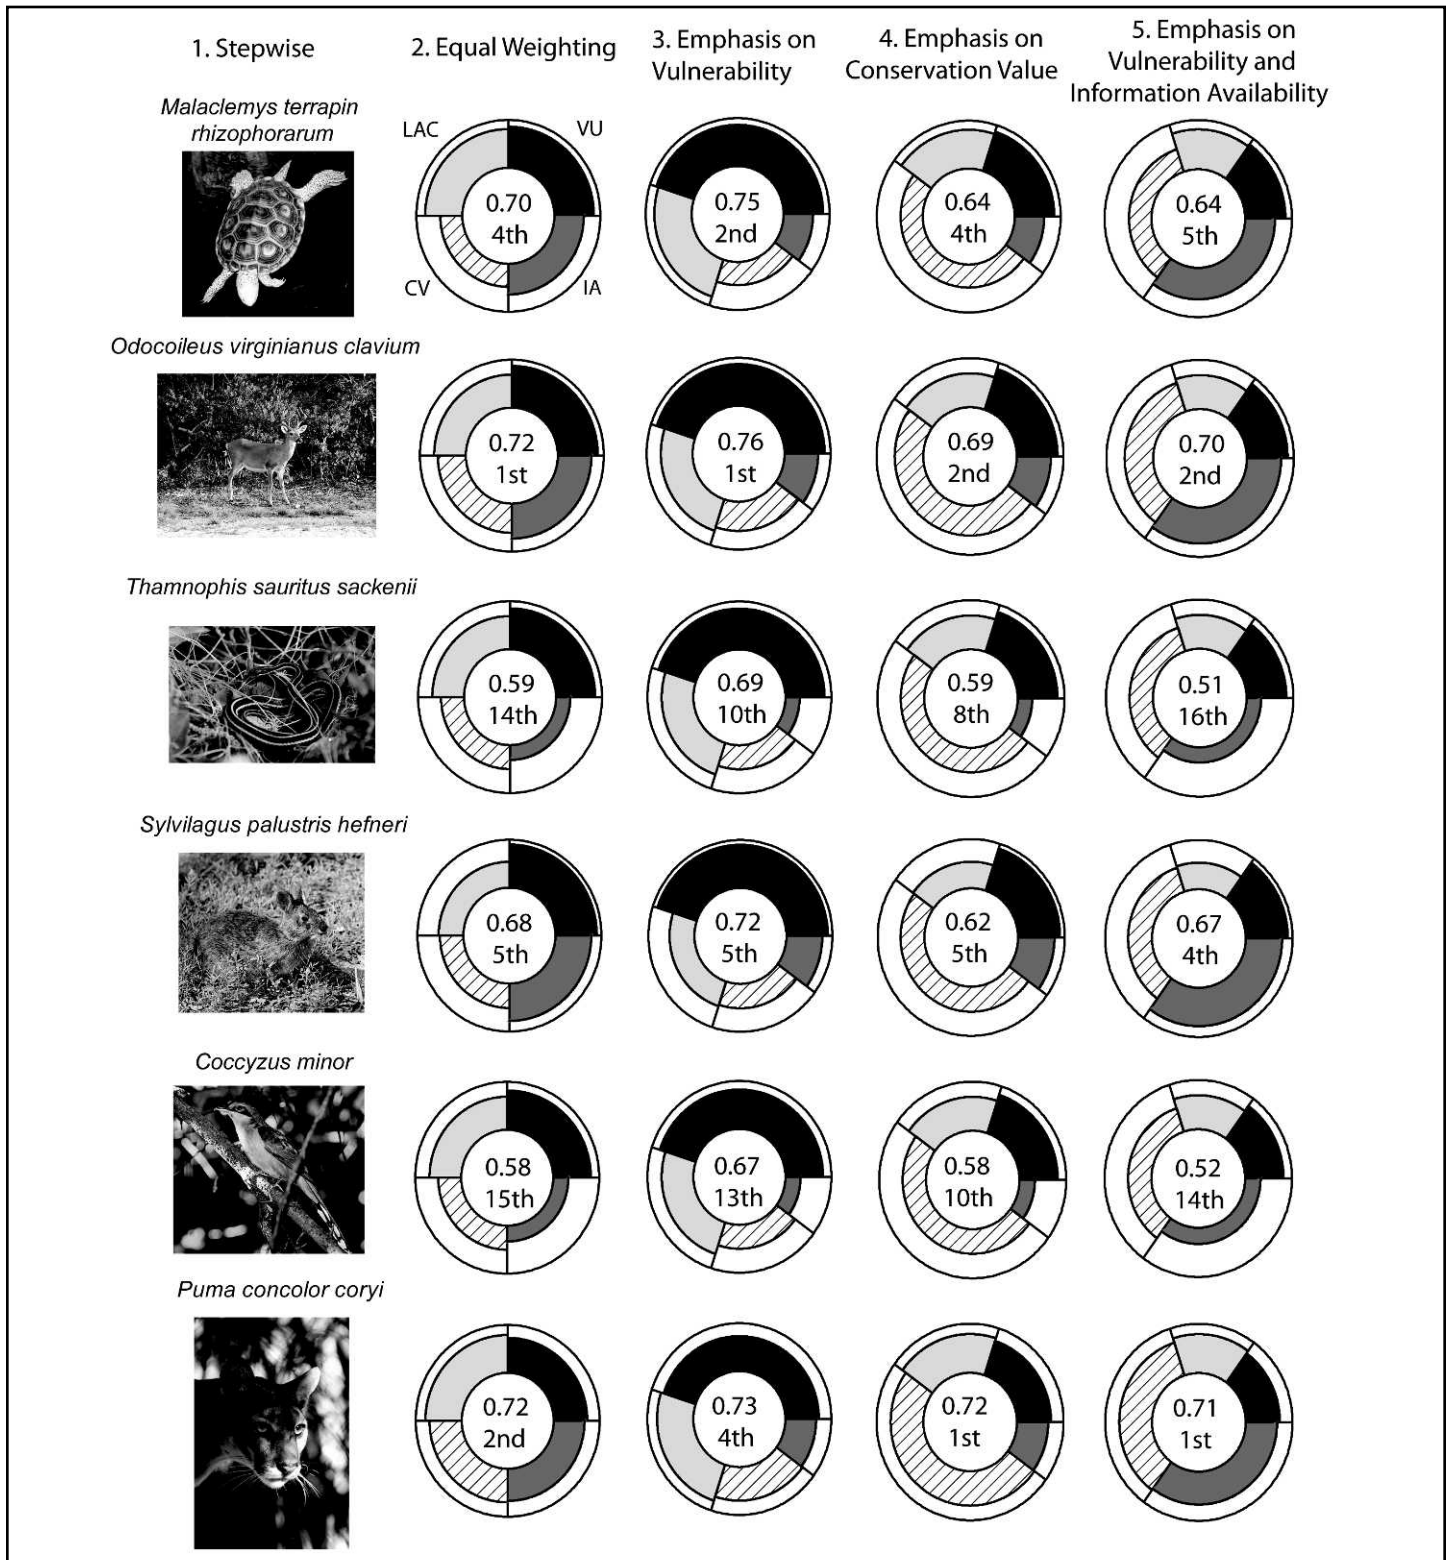 1. Stepwise
2. Equal Weighting
3. Emphasis on
Vulnerability
4. Emphasis on
Conservation Value
5. Emphasis on
Vulnerability and
Information Availability
Malaclemys terrapin
rhizophorarum
LAC
VU
CV
IA
0.70
4th
0.75
2nd
0.64
4th
0.64
5th
Odocoileus virginianus clavium
0.72
1st
0.76
1st
0.69
2nd
0.70
2nd
Thamnophis sauritus sackenii
0.59
14th
0.69
10th
0.59
8th
0.51
16th
Sylvilagus palustris hefneri
0.68
5th
0.72
5th
0.62
5th
0.67
4th
Coccyzus minor
0.58
15th
0.67
13th
0.58
10th
0.52
14th
Puma concolor coryi
0.72
2nd
0.73
4th
0.72
1st
0.71
1st